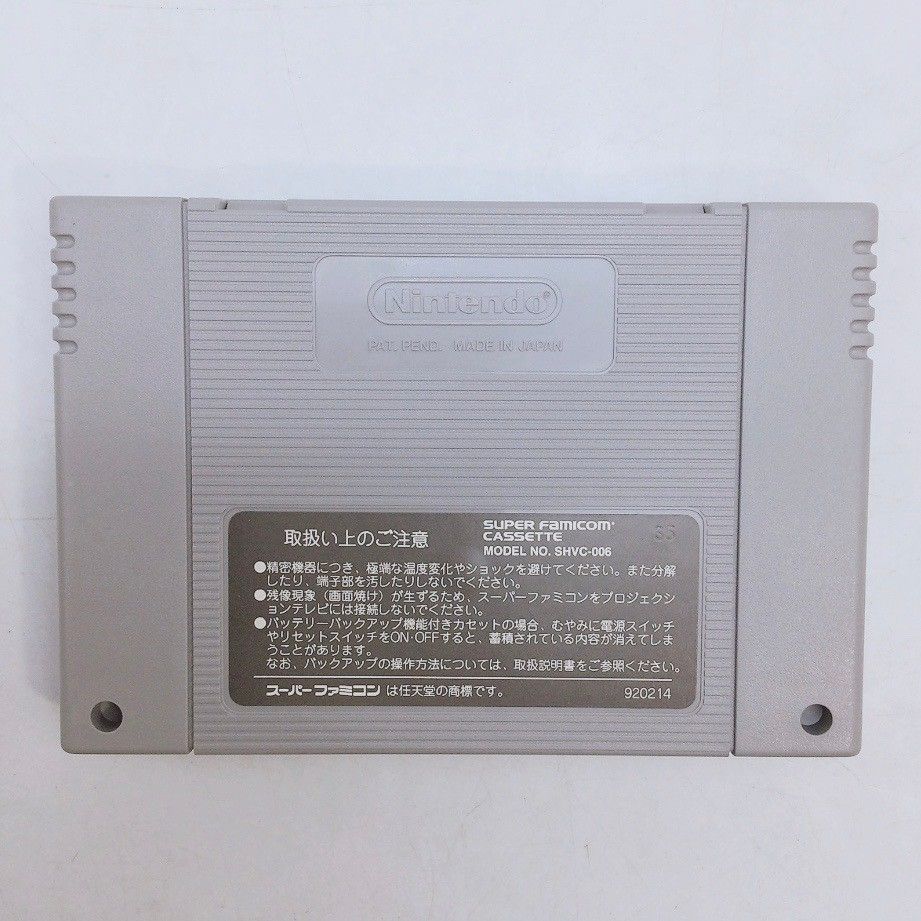 Nintendo®
PAT. PEND. MADE IN JAPAN
取扱い上のご注意
SUPER FAMICOM®
CASSETTE
MODEL NO. SHVC-006
●精密機器につき、極端な温度変化やショックを避けてください。また分解
したり、端子部を汚したりしないでください。
●残像現象（画面焼け）が生ずるため、スーパーファミコンをプロジェクシ
ョンテレビには接続しないでください。
●バッテリーバックアップ機能付きカセットの場合、むやみに電源スイッチ
やリセットスイッチをON・OFFすると、蓄積されている内容が消えてしま
うことがあります。
なお、バックアップの操作方法については、取扱説明書をご参照ください。
スーパーファミコン は任天堂の商標です。
920214